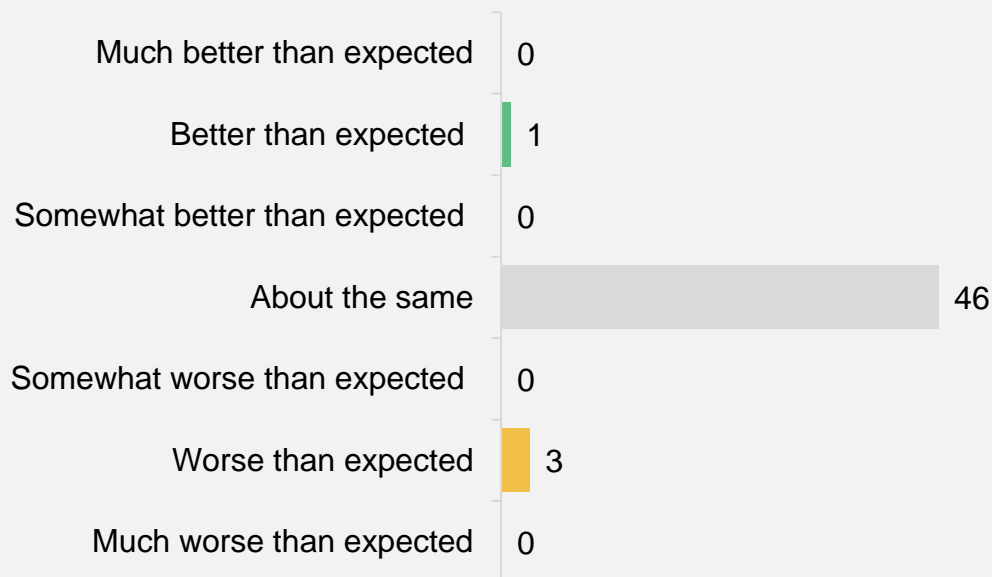 Much better than expected 0
Better than expected 1
Somewhat better than expected 0
About the same 46
Somewhat worse than expected 0
Worse than expected 3
Much worse than expected 0